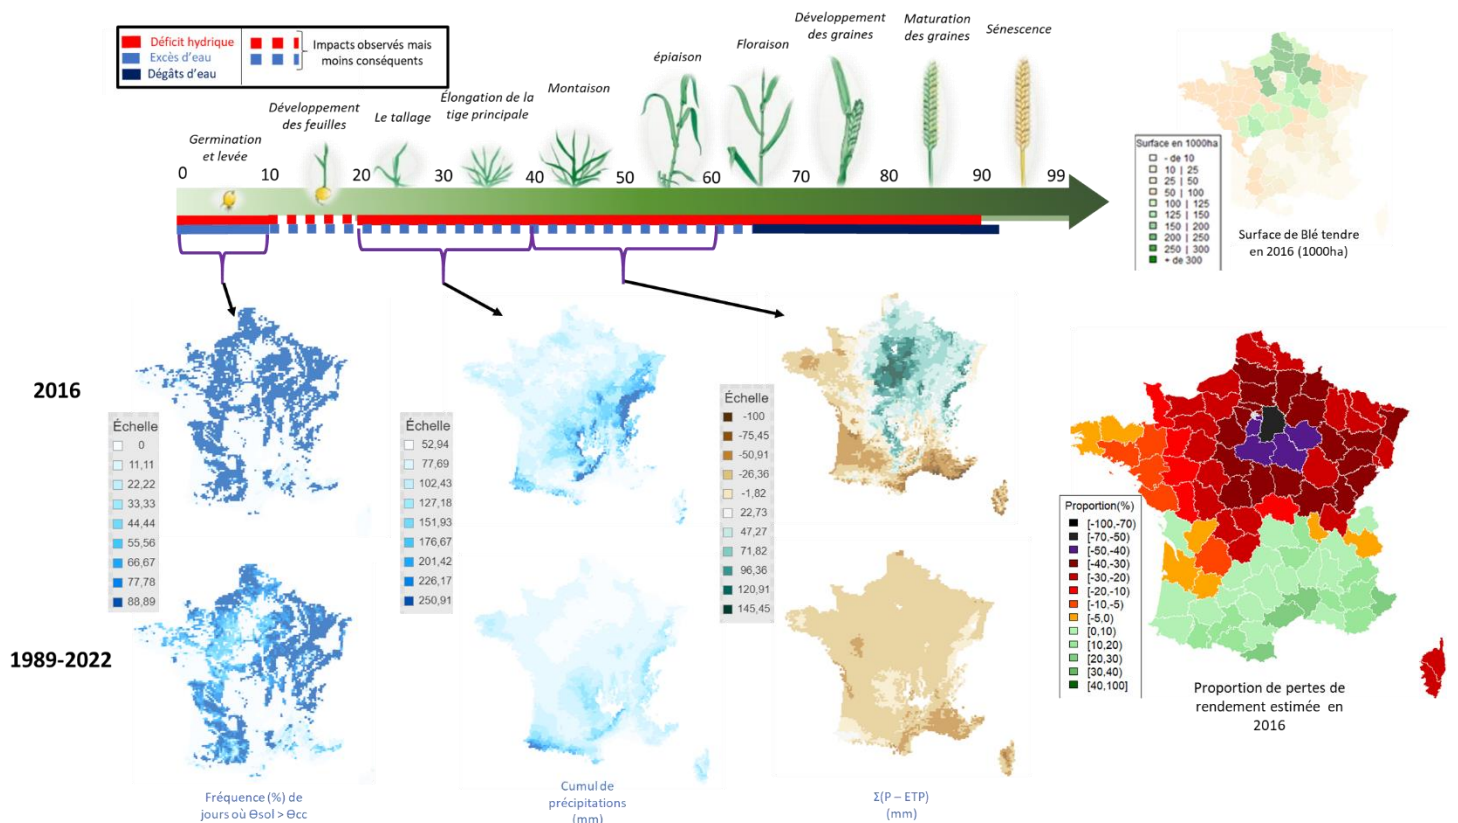 Déficit hydrique
Excès d'eau
Dégâts d'eau
Impacts observés mais
moins conséquents
Germination
et levée
Développement
des feuilles
Le tallage
Élongation de la
tige principale
Montaison
épiaison
Floraison
Développement
des graines
Maturation
des graines
Sénescence
0 10 20 30 40 50 60 70 80 90 99
Surface en 1000ha
- de 10
10 | 25
25 | 50
50 | 100
100 | 125
125 | 150
150 | 200
200 | 250
250 | 300
+ de 300
Surface de Blé tendre
en 2016 (1000ha)
2016
Échelle
0
11,11
22,22
33,33
44,44
55,56
66,67
77,78
88,89
Échelle
52,94
77,69
102,43
127,18
151,93
176,67
201,42
226,17
250,91
Échelle
-100
-75,45
-50,91
-26,36
-1,82
22,73
47,27
71,82
96,36
120,91
145,45
Proportion(%)
[-100,-70)
[-70,-50)
[-50,-40)
[-40,-30)
[-30,-20)
[-20,-10)
[-10,-5)
[-5,0)
[0,10)
[10,20)
[20,30)
[30,40)
[40,100]
Proportion de pertes de
rendement estimée en
2016
1989-2022
Fréquence (%) de
jours où ϴsol > ϴcc
Cumul de
précipitations
(mm)
Σ(P – ETP)
(mm)